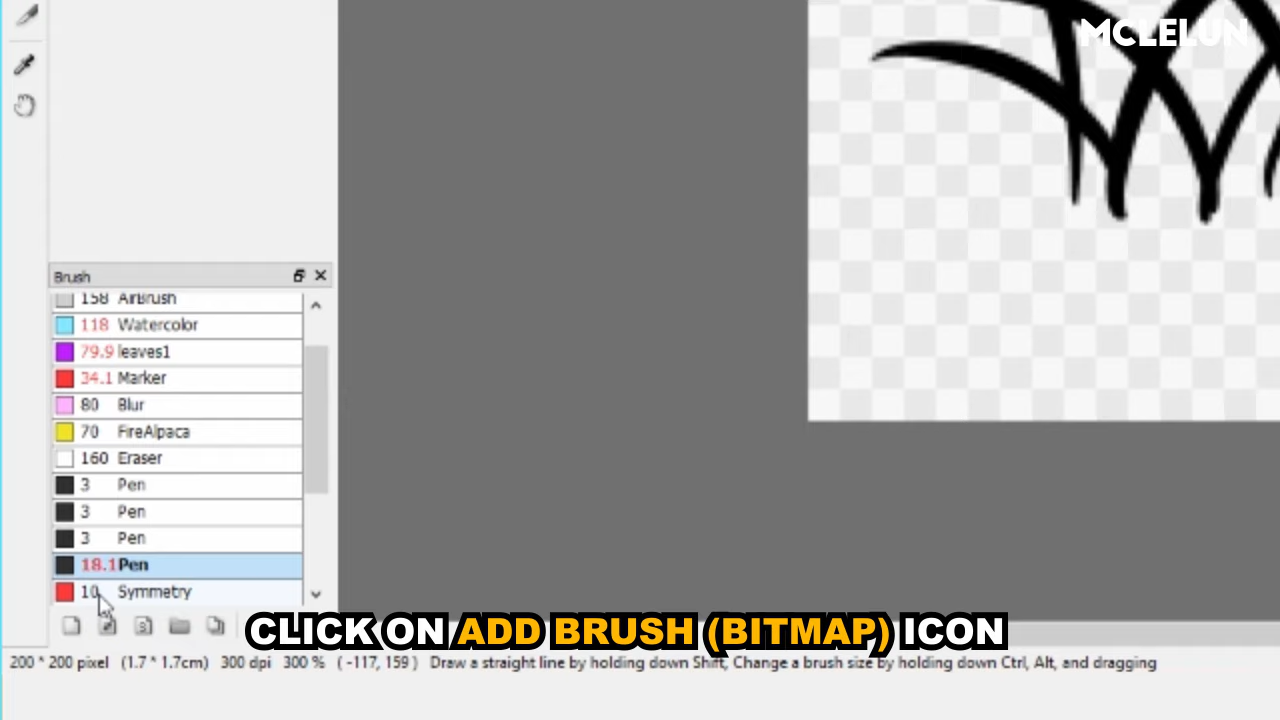 MCLELUN
Brush
158 AirBrush
118 Watercolor
79.9 leaves1
34.1 Marker
80 Blur
70 FireAlpaca
160 Eraser
3 Pen
3 Pen
3 Pen
18.1 Pen
10 Symmetry
CLICK ON ADD BRUSH (BITMAP) ICON
200 * 200 pixel (1.7 * 1.7cm) 300 dpi 300 % ( -117, 159 ) Draw a straight line by holding down Shift, Change a brush size by holding down Ctrl, Alt, and dragging